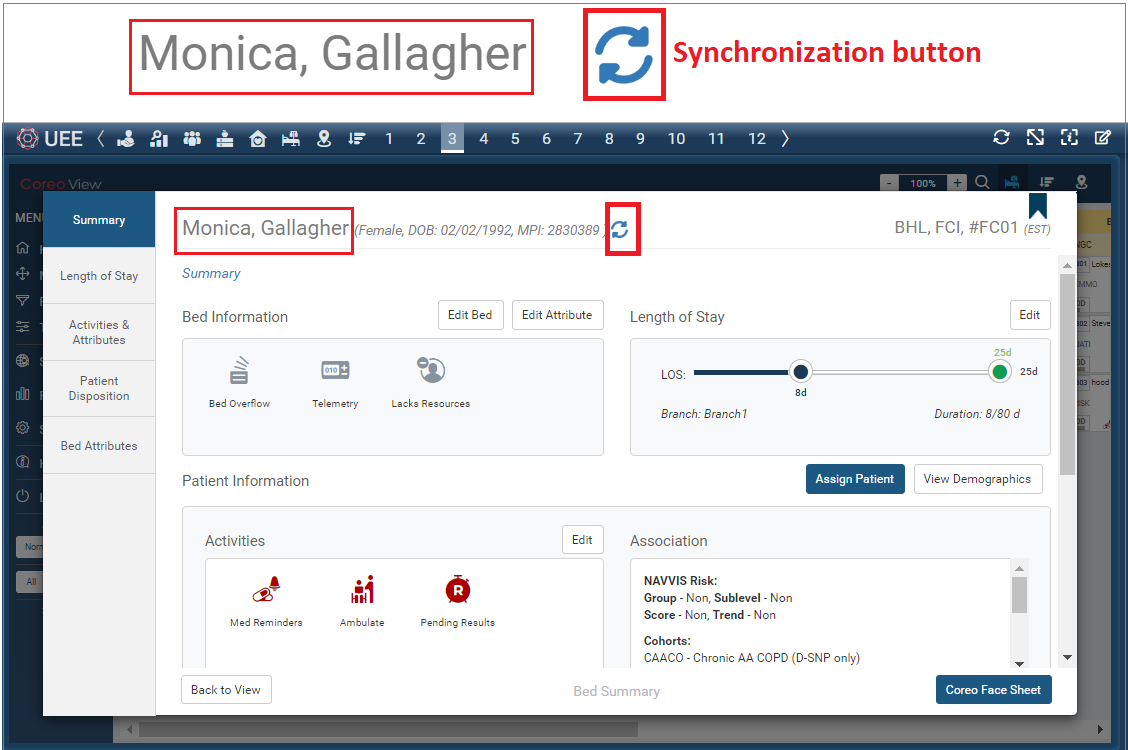 Monica, Gallagher
Synchronization button
UEE 1 2 3 4 5 6 7 8 9 10 11 12
Coreo View
- 100% +
MENU
Summary
Monica, Gallagher (Female, DOB: 02/02/1992, MPI: 2830389
BHL, FCI, #FC01 (EST)
Length of Stay
Summary
Activities &
Attributes
Bed Information
Edit Bed
Edit Attribute
Length of Stay
Edit
Patient
Disposition
Bed Attributes
Bed Overflow
Telemetry
Lacks Resources
25d
LOS:
25d
8d
Branch: Branch1
Duration: 8/80 d
Patient Information
Assign Patient
View Demographics
Activities
Edit
Association
Med Reminders
Ambulate
Pending Results
NAVVIS Risk:
Group - Non, Sublevel - Non
Score - Non, Trend - Non
Cohorts:
CAACO - Chronic AA COPD (D-SNP only)
All
Back to View
Bed Summary
Coreo Face Sheet